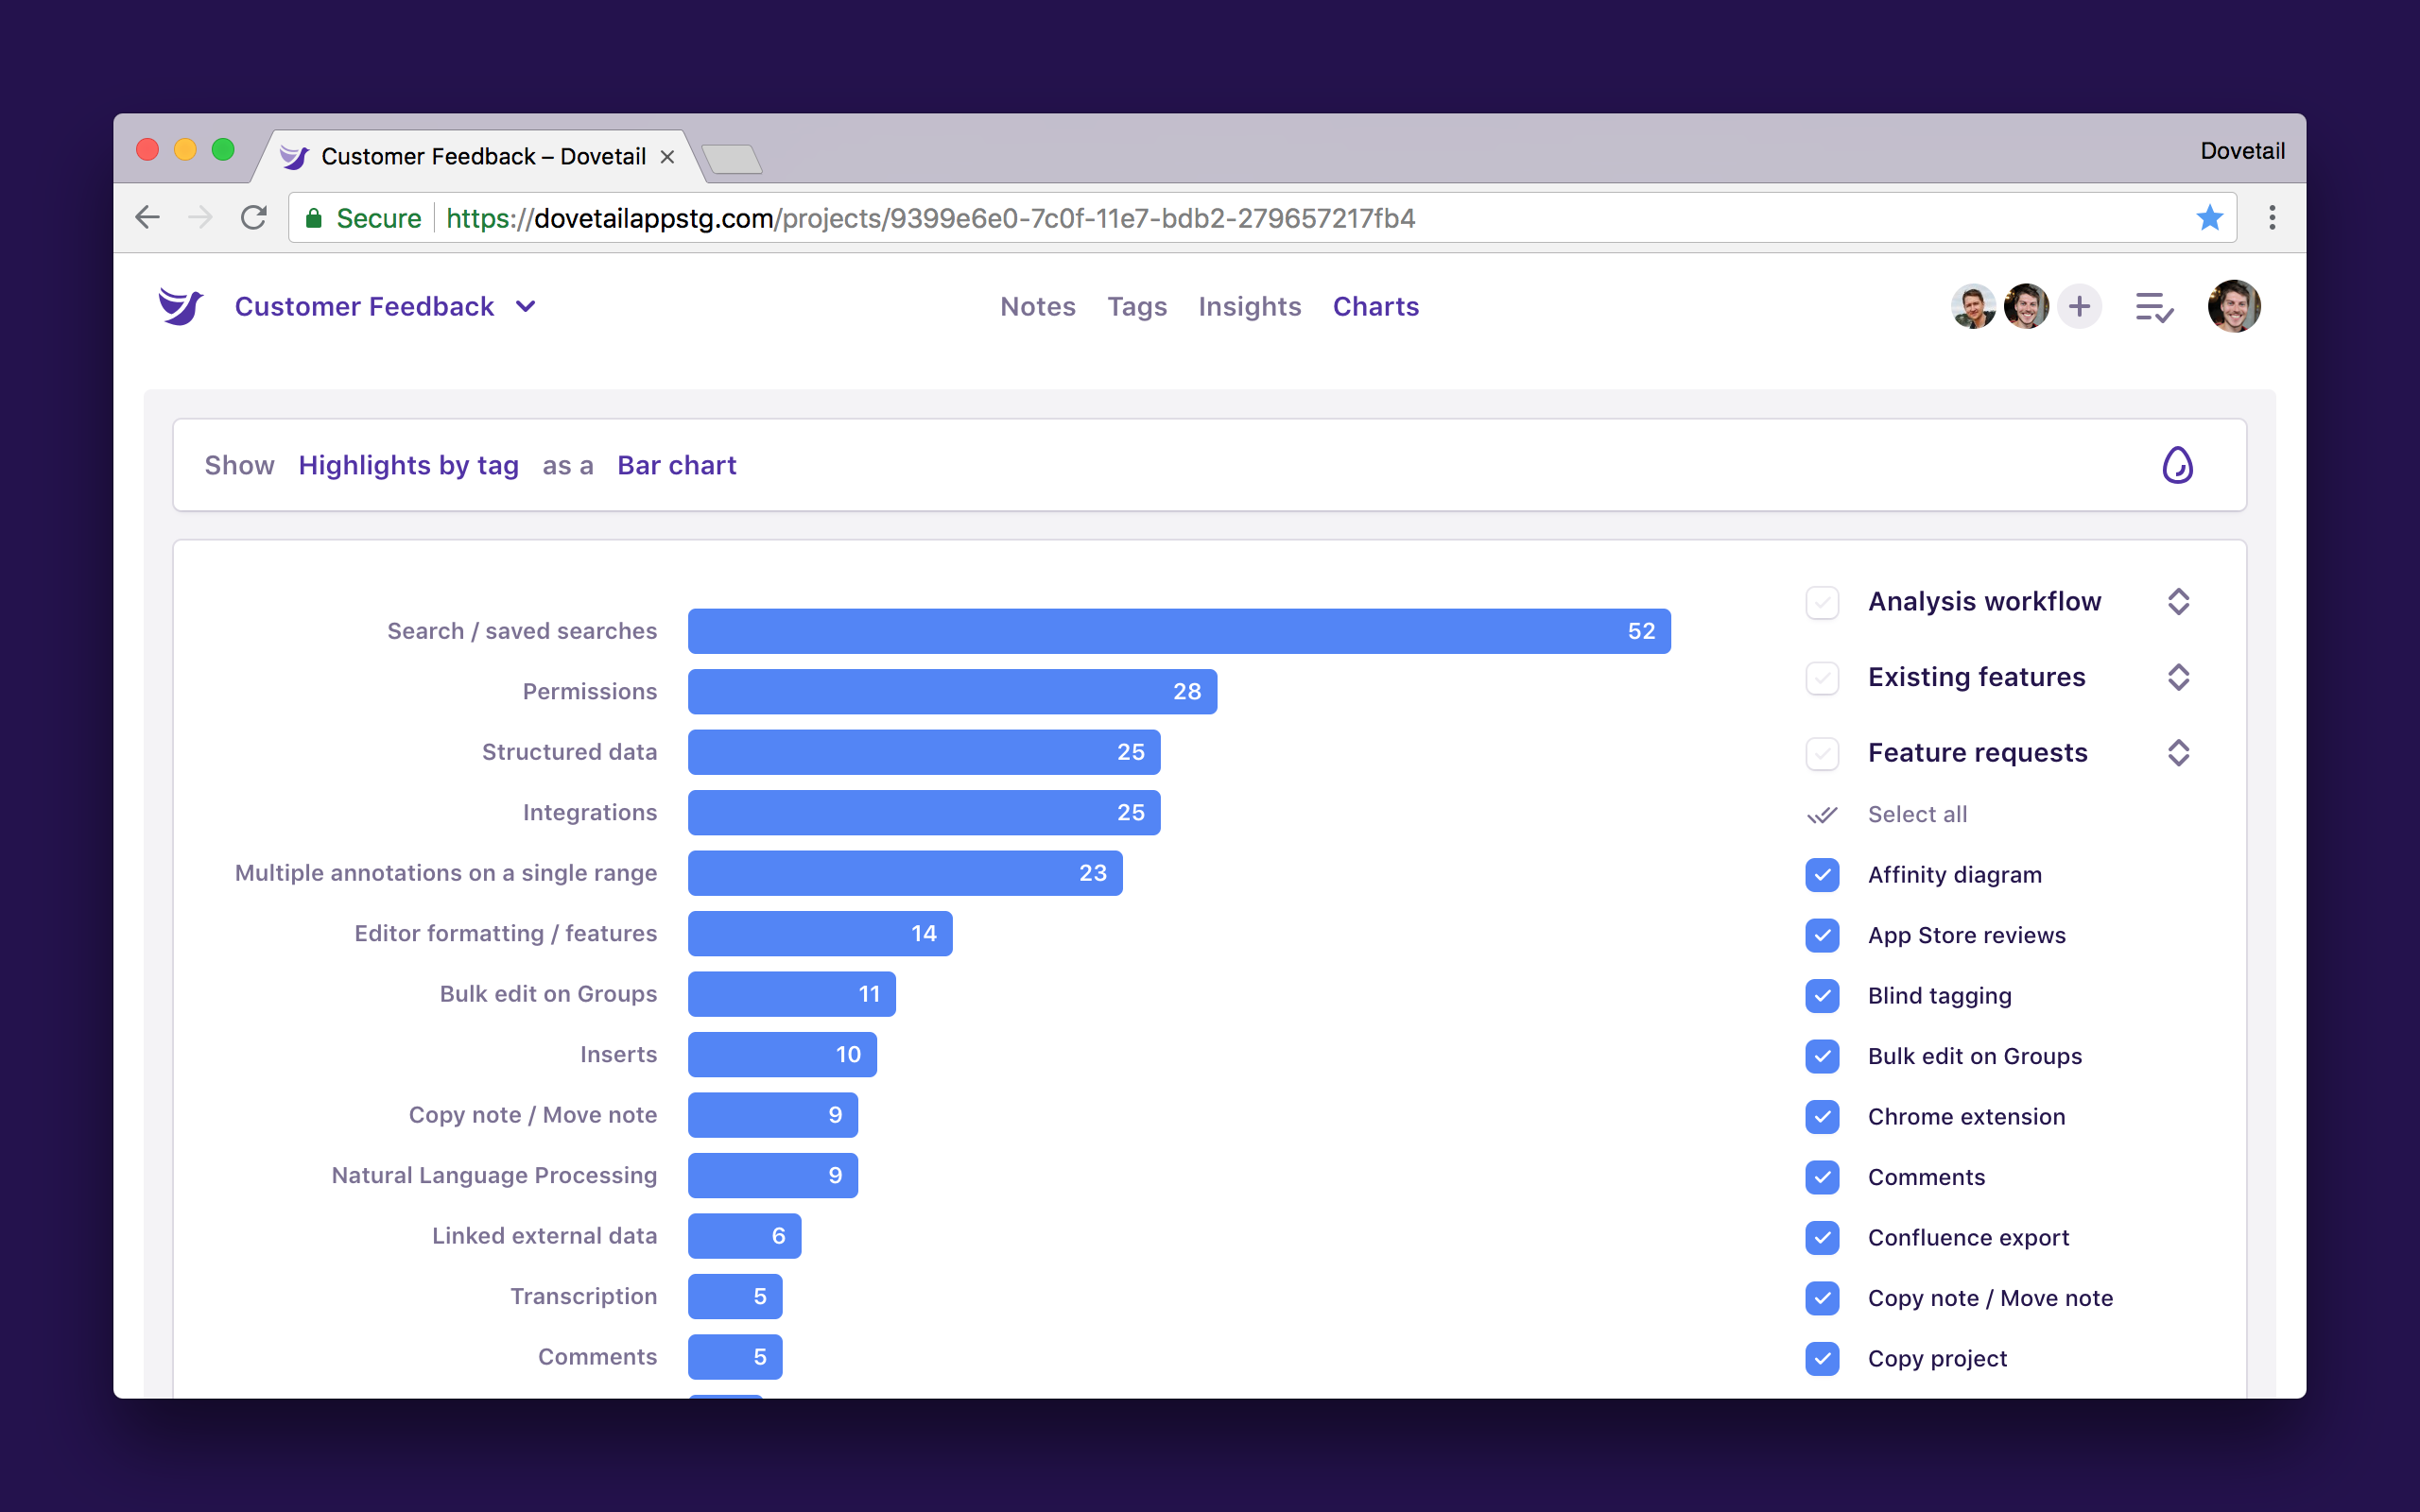 Customer Feedback – Dovetail
Dovetail
Secure https://dovetailappstg.com/projects/9399e6e0-7c0f-11e7-bdb2-279657217fb4
Customer Feedback
Notes Tags Insights Charts
Show Highlights by tag as a Bar chart
Search / saved searches 52
Permissions 28
Structured data 25
Integrations 25
Multiple annotations on a single range 23
Editor formatting / features 14
Bulk edit on Groups 11
Inserts 10
Copy note / Move note 9
Natural Language Processing 9
Linked external data 6
Transcription 5
Comments 5
Analysis workflow
Existing features
Feature requests
Select all
Affinity diagram
App Store reviews
Blind tagging
Bulk edit on Groups
Chrome extension
Comments
Confluence export
Copy note / Move note
Copy project